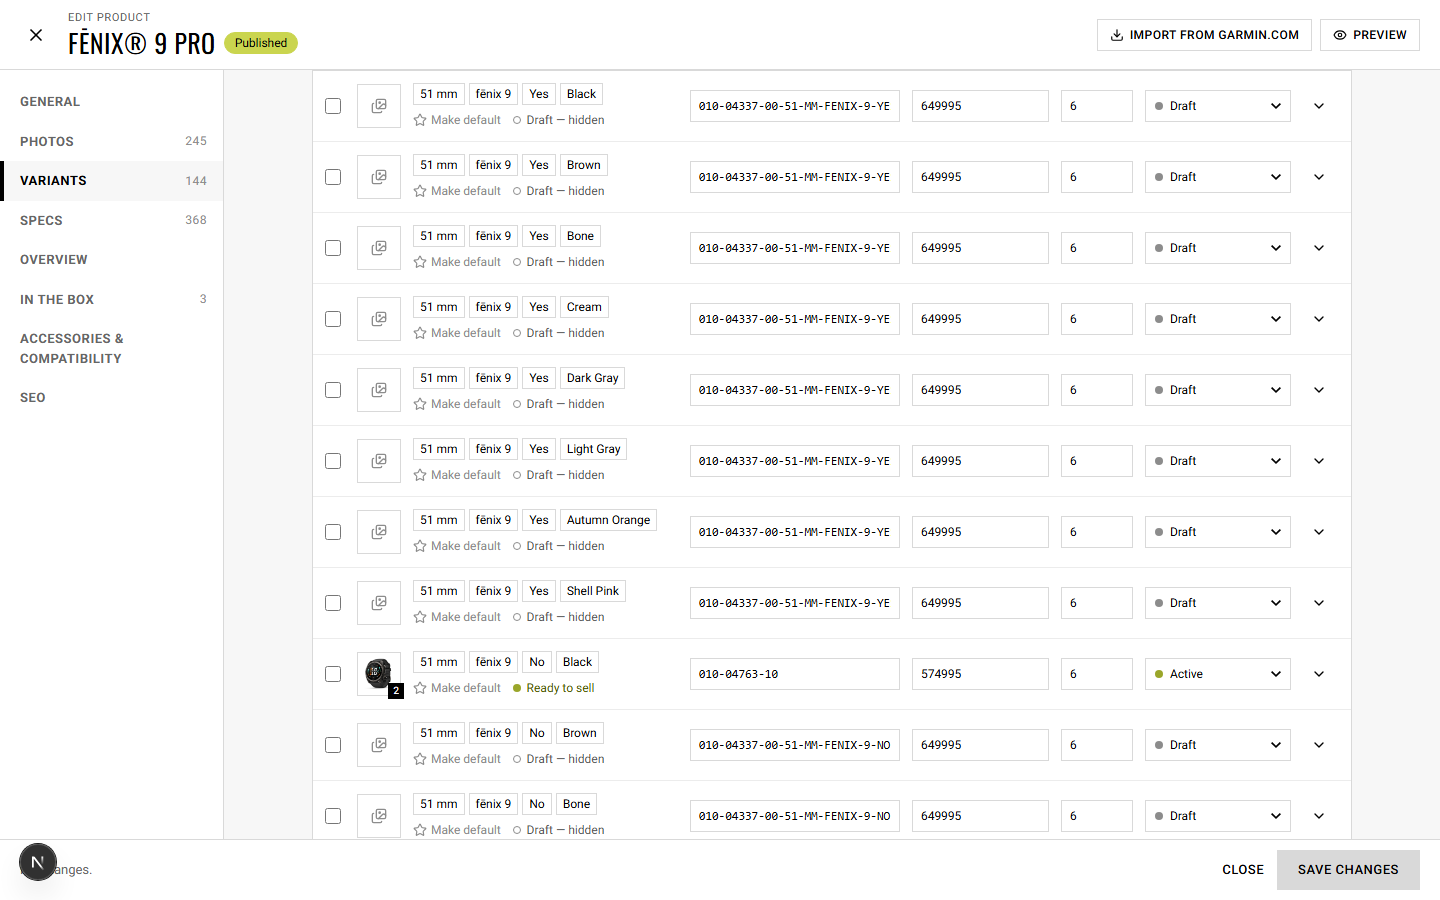 EDIT PRODUCT
FĒNIX® 9 PRO
Published
IMPORT FROM GARMIN.COM
PREVIEW
GENERAL
PHOTOS 245
VARIANTS 144
SPECS 368
OVERVIEW
IN THE BOX 3
ACCESSORIES &
COMPATIBILITY
SEO
51 mm fēnix 9 Yes Black
Make default Draft — hidden
010-04337-00-51-MM-FENIX-9-YE 649995 6 Draft
51 mm fēnix 9 Yes Brown
Make default Draft — hidden
010-04337-00-51-MM-FENIX-9-YE 649995 6 Draft
51 mm fēnix 9 Yes Bone
Make default Draft — hidden
010-04337-00-51-MM-FENIX-9-YE 649995 6 Draft
51 mm fēnix 9 Yes Cream
Make default Draft — hidden
010-04337-00-51-MM-FENIX-9-YE 649995 6 Draft
51 mm fēnix 9 Yes Dark Gray
Make default Draft — hidden
010-04337-00-51-MM-FENIX-9-YE 649995 6 Draft
51 mm fēnix 9 Yes Light Gray
Make default Draft — hidden
010-04337-00-51-MM-FENIX-9-YE 649995 6 Draft
51 mm fēnix 9 Yes Autumn Orange
Make default Draft — hidden
010-04337-00-51-MM-FENIX-9-YE 649995 6 Draft
51 mm fēnix 9 Yes Shell Pink
Make default Draft — hidden
010-04337-00-51-MM-FENIX-9-YE 649995 6 Draft
2
51 mm fēnix 9 No Black
Make default Ready to sell
010-04763-10 574995 6 Active
51 mm fēnix 9 No Brown
Make default Draft — hidden
010-04337-00-51-MM-FENIX-9-NO 649995 6 Draft
51 mm fēnix 9 No Bone
Make default Draft — hidden
010-04337-00-51-MM-FENIX-9-NO 649995 6 Draft
N
anges.
CLOSE
SAVE CHANGES